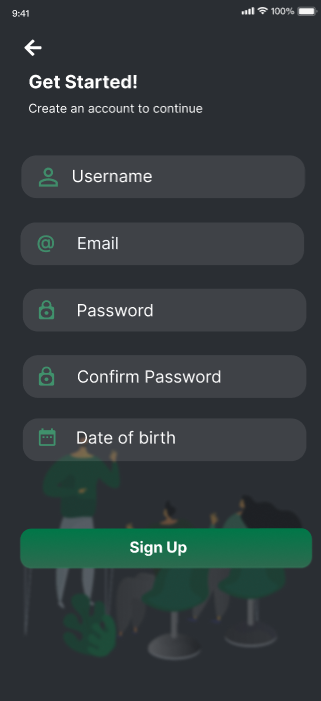 9:41 100%
Get Started!
Create an account to continue
Username
Email
Password
Confirm Password
Date of birth
Sign Up